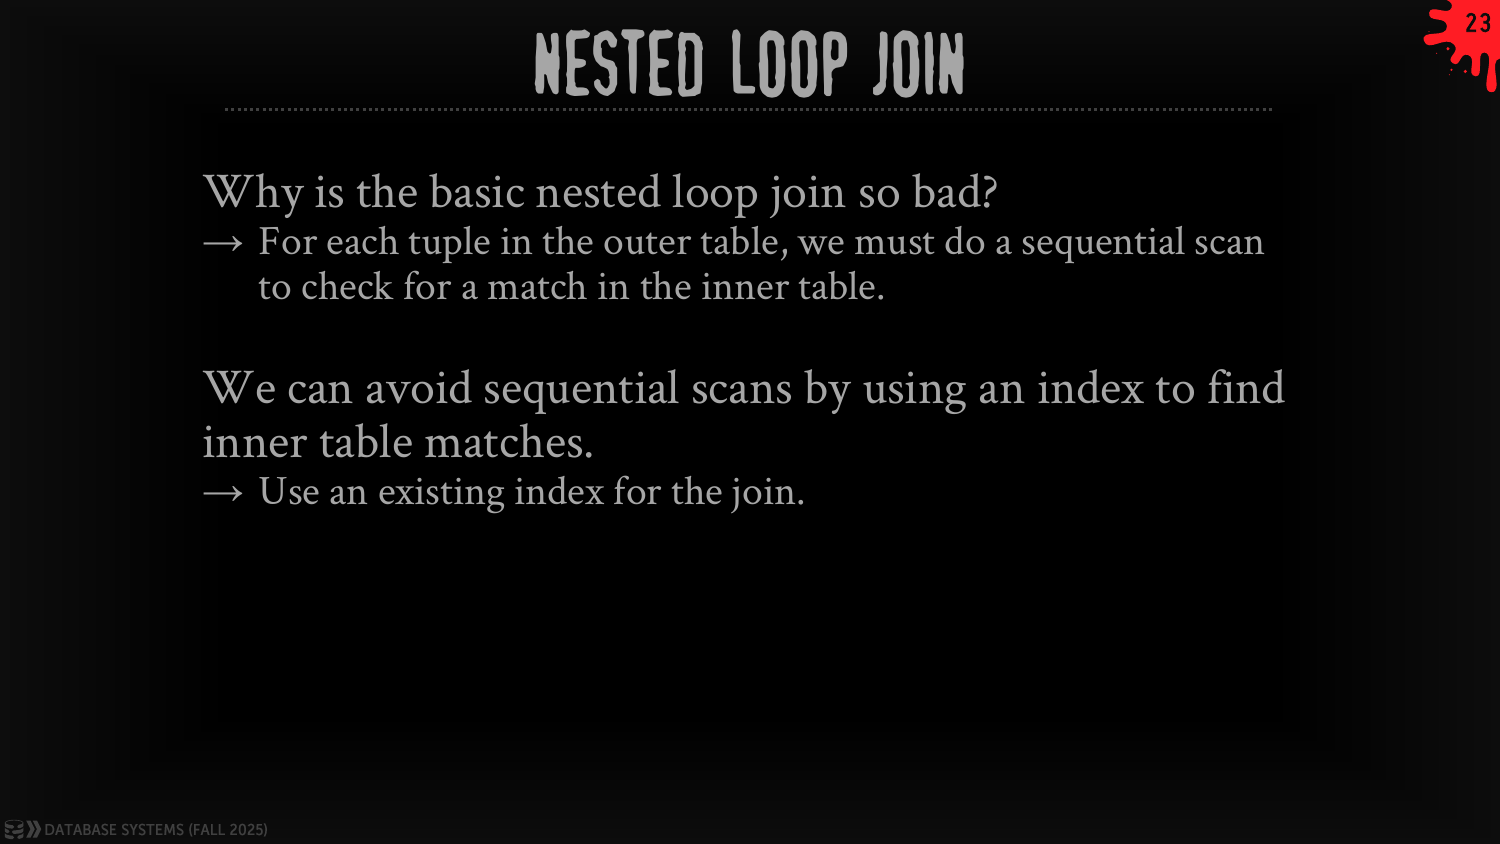 23
NESTED LOOP JOIN
Why is the basic nested loop join so bad?
→ For each tuple in the outer table, we must do a sequential scan
to check for a match in the inner table.
We can avoid sequential scans by using an index to find
inner table matches.
→ Use an existing index for the join.
DATABASE SYSTEMS (FALL 2025)